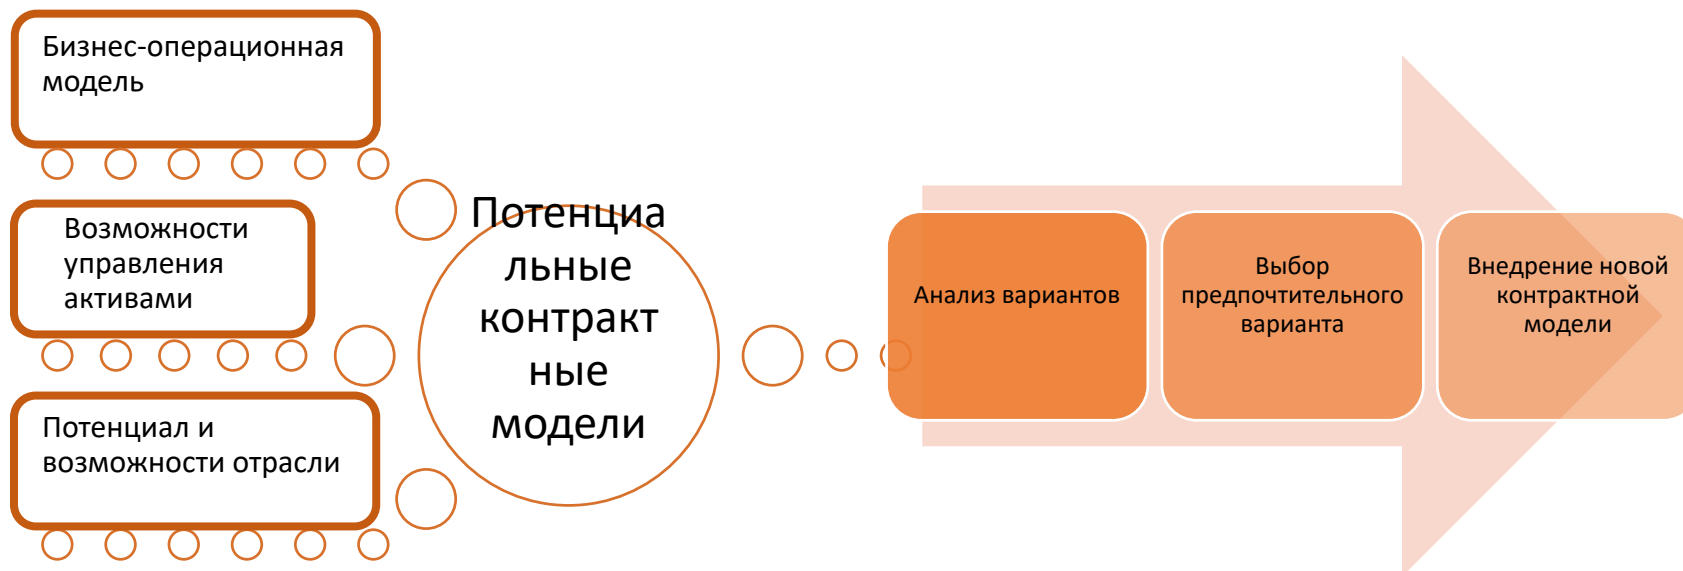 Бизнес-операционная
модель
Возможности
управления
активами
Потенциал и
возможности отрасли
Потенциа
льные
контракт
ные
модели
Анализ вариантов
Выбор
предпочтительного
варианта
Внедрение новой
контрактной
модели